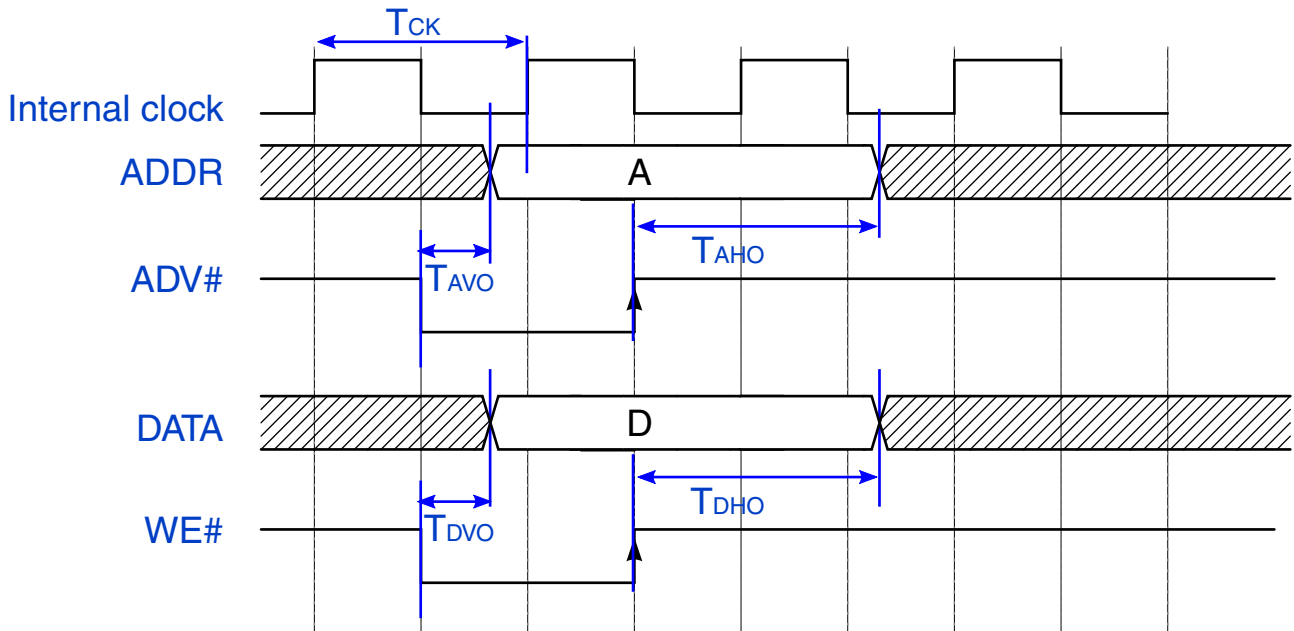 TCK
Internal clock
ADDR
A
TAVO
TAHO
ADV#
DATA
D
TDVO
TDHO
WE#